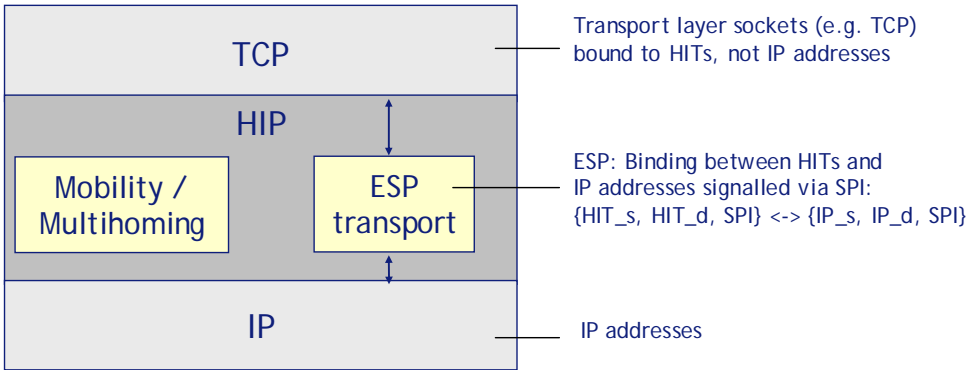 TCP
Transport layer sockets (e.g. TCP)
bound to HITs, not IP addresses
HIP
Mobility /
Multihoming
ESP
transport
ESP: Binding between HITs and
IP addresses signalled via SPI:
{HIT_s, HIT_d, SPI} <-> {IP_s, IP_d, SPI}
IP
IP addresses